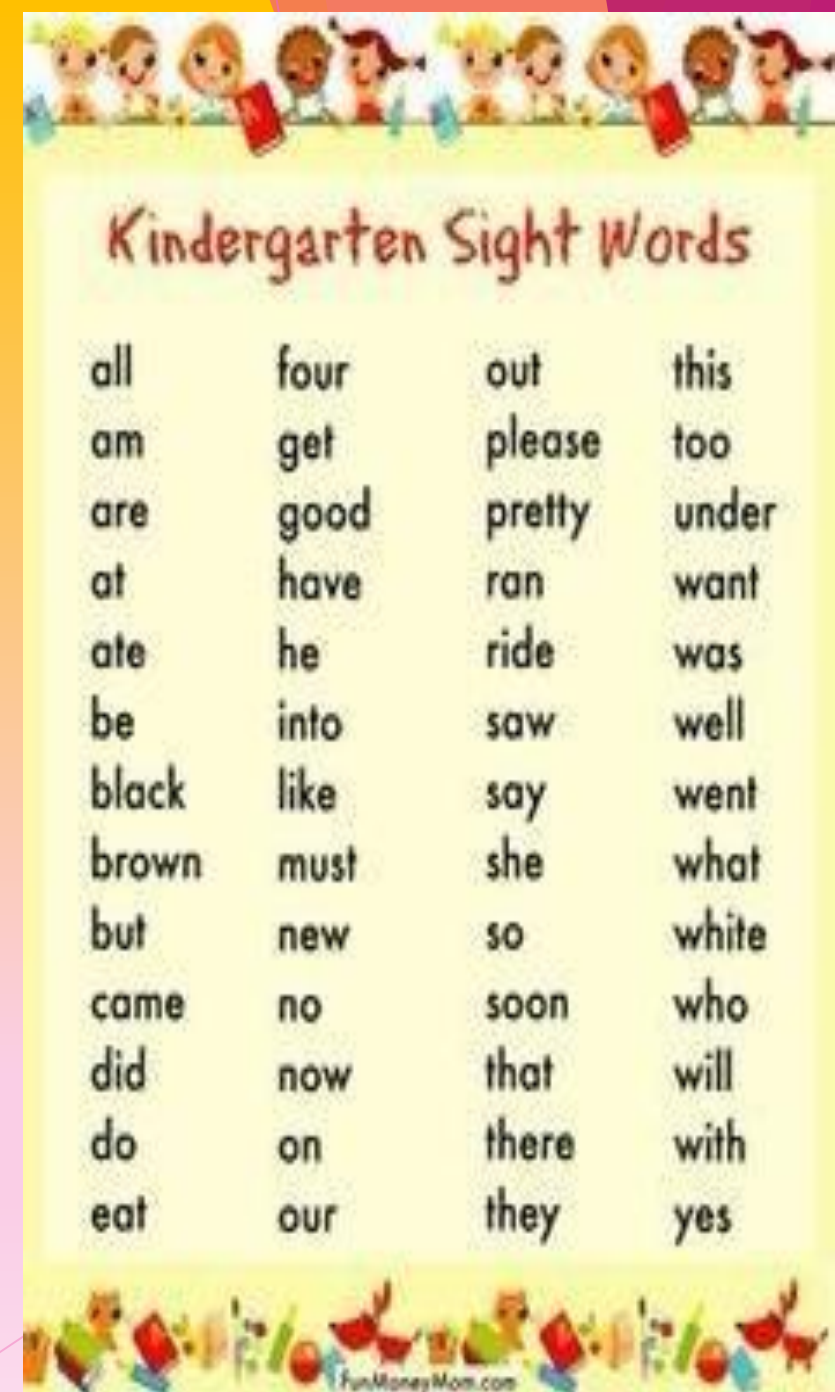 Kindergarten Sight Words
all four out this
am get please too
are good pretty under
at have ran want
ate he ride was
be into saw well
black like say went
brown must she what
but new so white
came no soon who
did now that will
do on there with
eat our they yes
FunMoneyMom.com